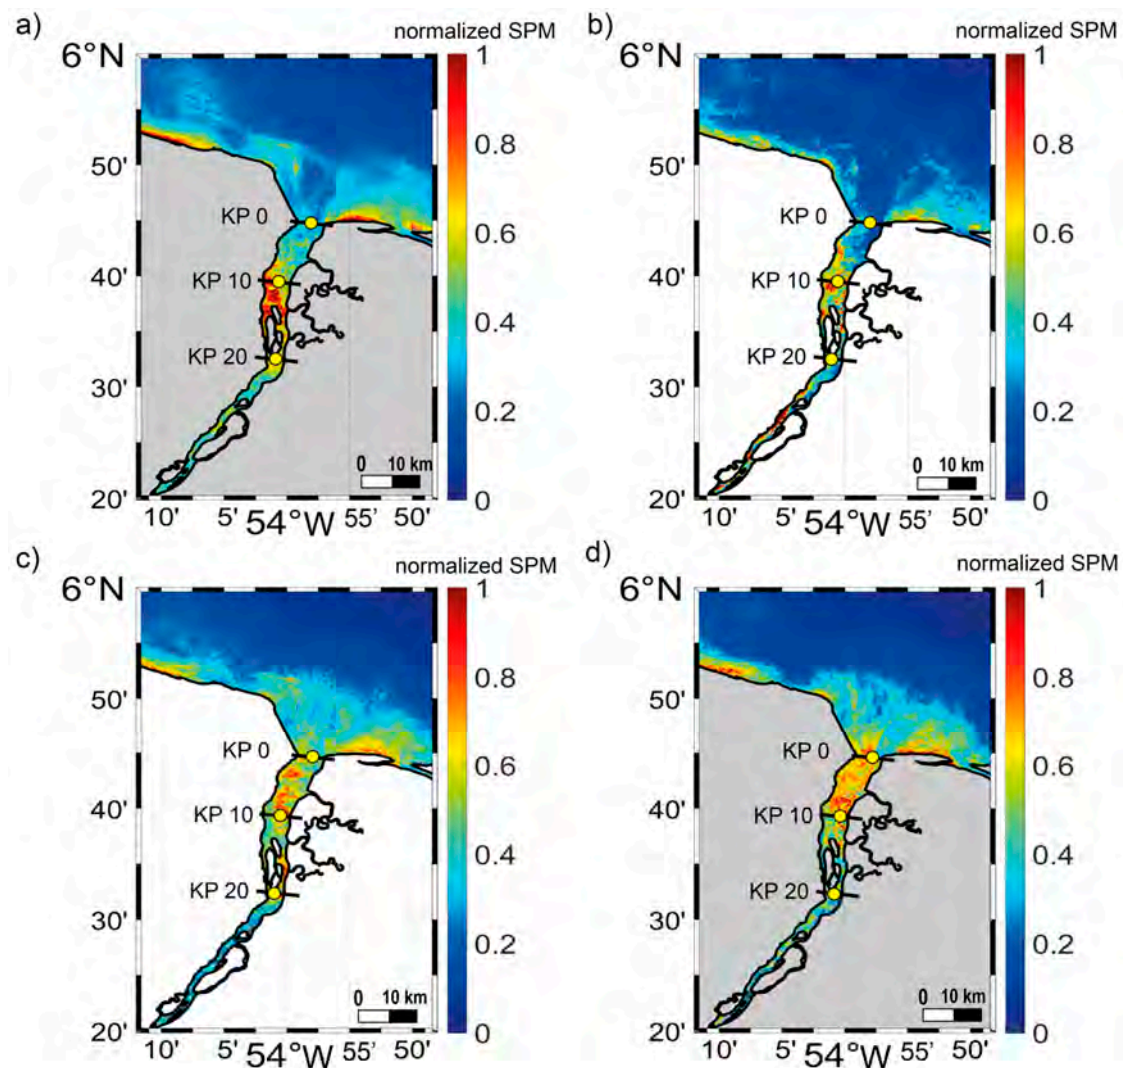 a)
normalized SPM
6°N
1
0.8
50'
KP 0
0.6
40'
KP 10
0.4
KP 20
30'
0.2
0 10 km
20'
0
10' 5' 54°W 55' 50'
b)
normalized SPM
6°N
1
0.8
50'
KP 0
0.6
40'
KP 10
0.4
KP 20
30'
0.2
0 10 km
20'
0
10' 5' 54°W 55' 50'
c)
normalized SPM
6°N
1
0.8
50'
KP 0
0.6
40'
KP 10
0.4
KP 20
30'
0.2
0 10 km
20'
0
10' 5' 54°W 55' 50'
d)
normalized SPM
6°N
1
0.8
50'
KP 0
0.6
40'
KP 10
0.4
KP 20
30'
0.2
0 10 km
20'
0
10' 5' 54°W 55' 50'